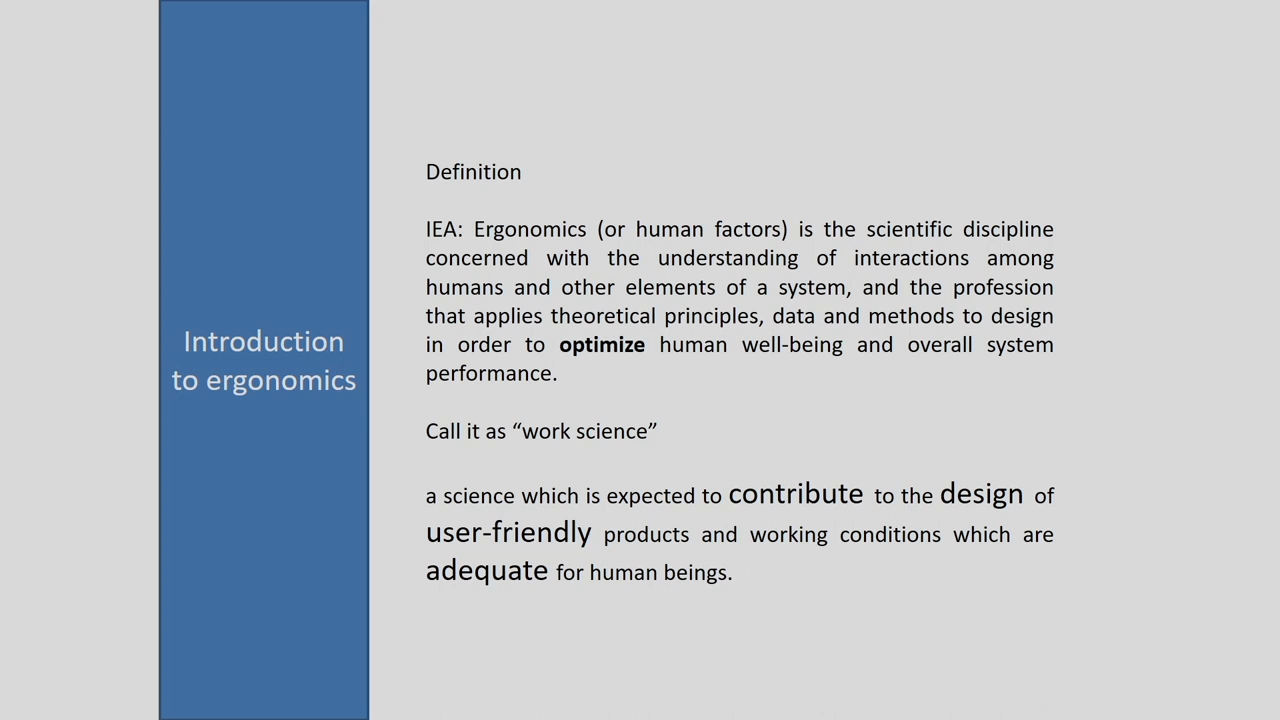 Introduction
to ergonomics
Definition
IEA: Ergonomics (or human factors) is the scientific discipline
concerned with the understanding of interactions among
humans and other elements of a system, and the profession
that applies theoretical principles, data and methods to design
in order to optimize human well-being and overall system
performance.
Call it as “work science”
a science which is expected to contribute to the design of
user-friendly products and working conditions which are
adequate for human beings.